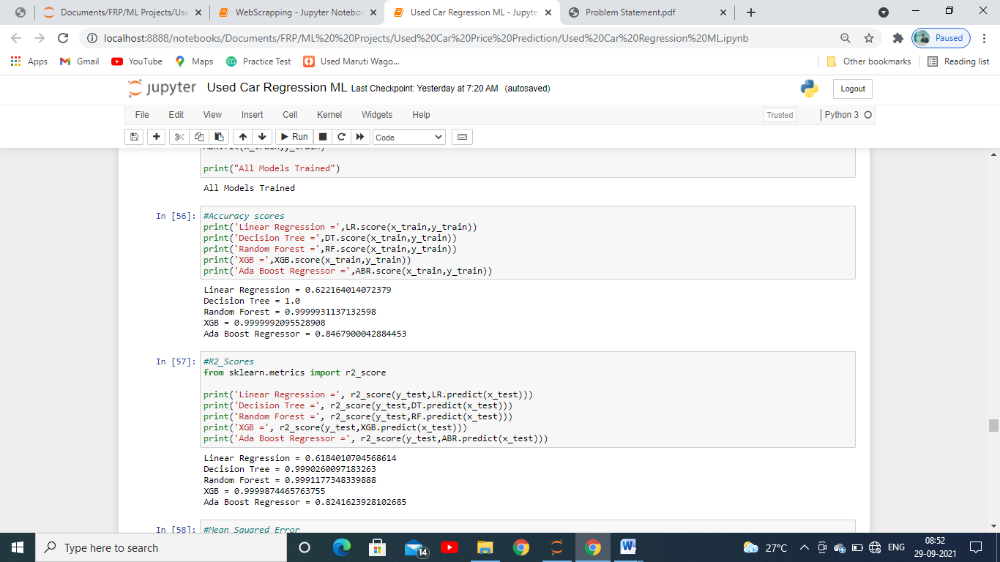 Documents/FRP/ML Projects/Use
WebScrapping - Jupyter Noteboo
Used Car Regression ML - Jupyte
Problem Statement.pdf
localhost:8888/notebooks/Documents/FRP/ML%20%20Projects/Used%20Car%20Price%20Prediction/Used%20Car%20Regression%20ML.ipynb
Paused
Apps
Gmail
YouTube
Maps
GG
Practice Test
Used Maruti Wago...
Other bookmarks
Reading list
jupyter Used Car Regression ML Last Checkpoint: Yesterday at 7:20 AM (autosaved)
Logout
File Edit View Insert Cell Kernel Widgets Help
Trusted
Python 3
Run
Code
ABR.fit(x_train,y_train)
print("All Models Trained")
All Models Trained
In [56]: #Accuracy scores
print('Linear Regression =',LR.score(x_train,y_train))
print('Decision Tree =',DT.score(x_train,y_train))
print('Random Forest =',RF.score(x_train,y_train))
print('XGB =',XGB.score(x_train,y_train))
print('Ada Boost Regressor =',ABR.score(x_train,y_train))
Linear Regression = 0.622164014072379
Decision Tree = 1.0
Random Forest = 0.9999931137132598
XGB = 0.9999992095528908
Ada Boost Regressor = 0.8467900042884453
In [57]: #R2_Scores
from sklearn.metrics import r2_score
print('Linear Regression =', r2_score(y_test,LR.predict(x_test)))
print('Decision Tree =', r2_score(y_test,DT.predict(x_test)))
print('Random Forest =', r2_score(y_test,RF.predict(x_test)))
print('XGB =', r2_score(y_test,XGB.predict(x_test)))
print('Ada Boost Regressor =', r2_score(y_test,ABR.predict(x_test)))
Linear Regression = 0.6184010704568614
Decision Tree = 0.9990260097183263
Random Forest = 0.9991177348339888
XGB = 0.9999874465763755
Ada Boost Regressor = 0.8241623928102685
In [58]: #Mean Squared Error
Type here to search
14
W
27°C
ENG
08:52
29-09-2021